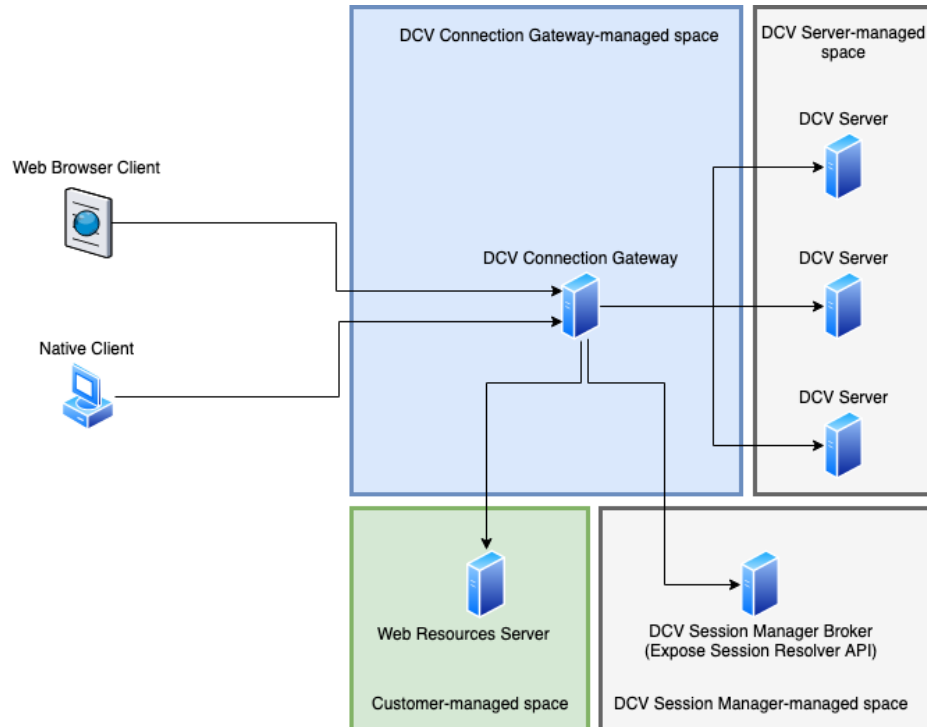 DCV Connection Gateway-managed space
DCV Server-managed
space
DCV Server
Web Browser Client
DCV Connection Gateway
DCV Server
Native Client
DCV Server
Web Resources Server
DCV Session Manager Broker
(Expose Session Resolver API)
Customer-managed space
DCV Session Manager-managed space